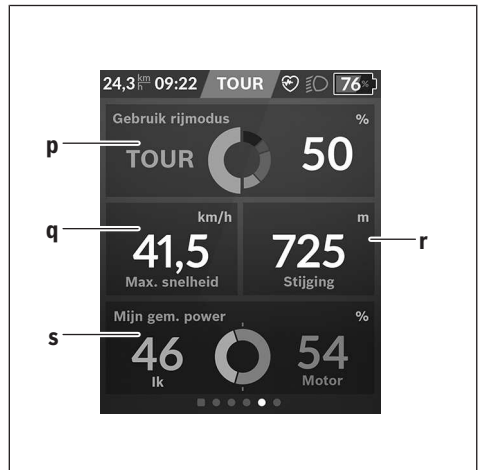 24,3 km/h 09:22 TOUR 76%
Gebruik rijmodus %
p TOUR 50
km/h m
q 41,5 725 r
Max. snelheid Stijging
Mijn gem. power %
s 46 54
Ik Motor